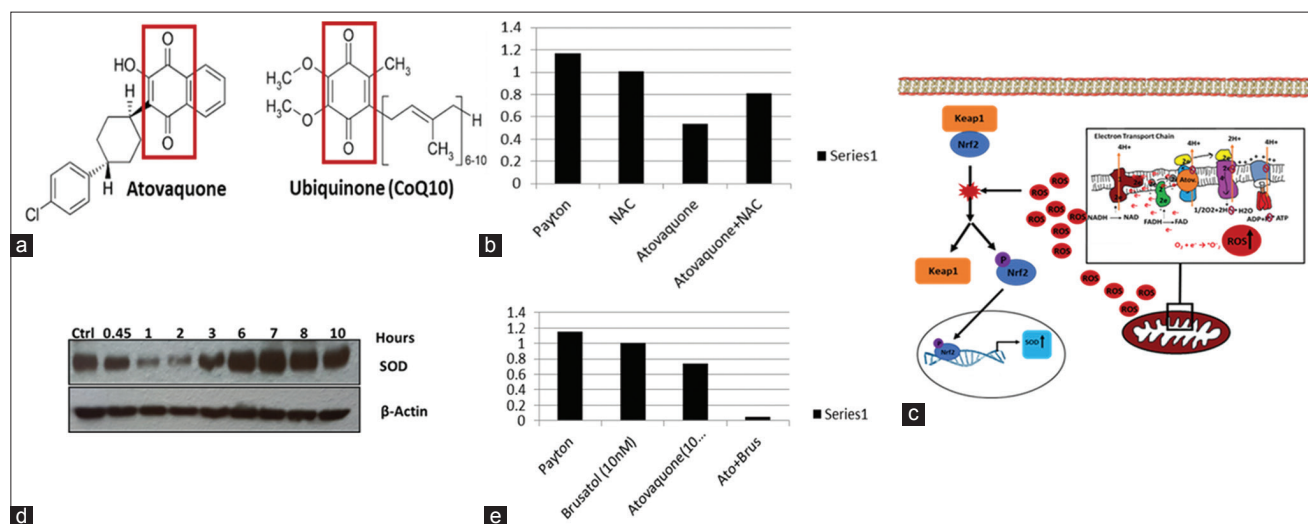 O
HO
H
O
H
Cl
Atovaquone
a
O
H₃C
O
CH₃
H₃C
O
O
H
CH₃
6-10
Ubiquinone (CoQ10)
b
1.4
1.2
1
0.8
0.6
0.4
0.2
0
Payton
NAC
Atovaquone
Atovaquone+NAC
Series1
c
Keap1
Nrf2
Keap1
P
Nrf2
P
Nrf2
SOD
ROS
ROS
ROS
ROS
ROS
ROS
ROS
ROS
ROS
ROS
ROS
ROS
Electron Transport Chain
4H+
4H+
2H+
4H+
Atov.
NADH → NAD
FADH → FAD
1/2O2+2H
H2O
ADP+
ATP
ROS
d
Ctrl 0.45 1 2 3 6 7 8 10 Hours
SOD
β-Actin
e
1.4
1.2
1
0.8
0.6
0.4
0.2
0
Payton
Brusatol (10nM)
Atovaquone(10...
Ato+Brus
Series1